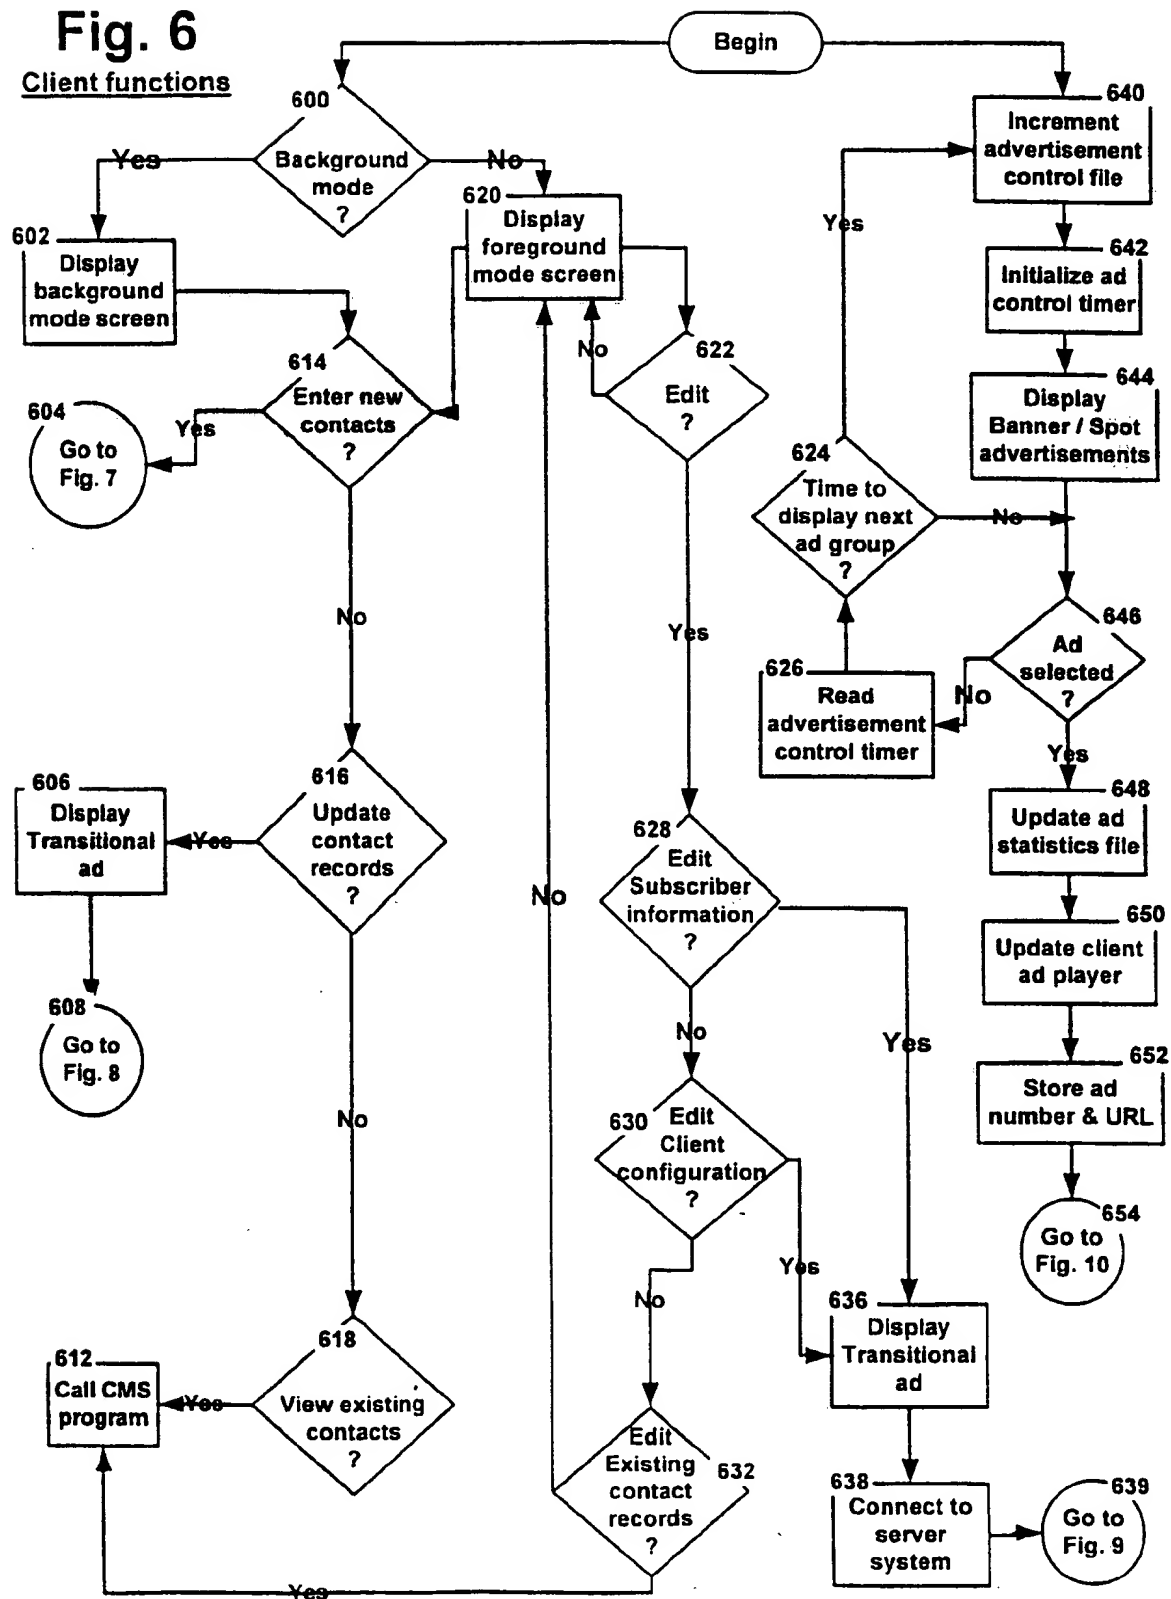 Fig. 6
Client functions
Begin
600
Background
mode
?
Yes
No
602
Display
background
mode screen
620
Display
foreground
mode screen
614
Enter new
contacts
?
Yes
604
Go to
Fig. 7
No
622
Edit
?
No
Yes
616
Update
contact
records
?
Yes
606
Display
Transitional
ad
608
Go to
Fig. 8
No
618
View existing
contacts
?
Yes
612
Call CMS
program
628
Edit
Subscriber
information
?
Yes
No
630
Edit
Client
configuration
?
Yes
No
632
Edit
Existing
contact
records
?
No
Yes
636
Display
Transitional
ad
638
Connect to
server
system
639
Go to
Fig. 9
640
Increment
advertisement
control file
642
Initialize ad
control timer
644
Display
Banner / Spot
advertisements
624
Time to
display next
ad group
?
Yes
No
626
Read
advertisement
control timer
646
Ad
selected
?
No
Yes
648
Update ad
statistics file
650
Update client
ad player
652
Store ad
number & URL
654
Go to
Fig. 10